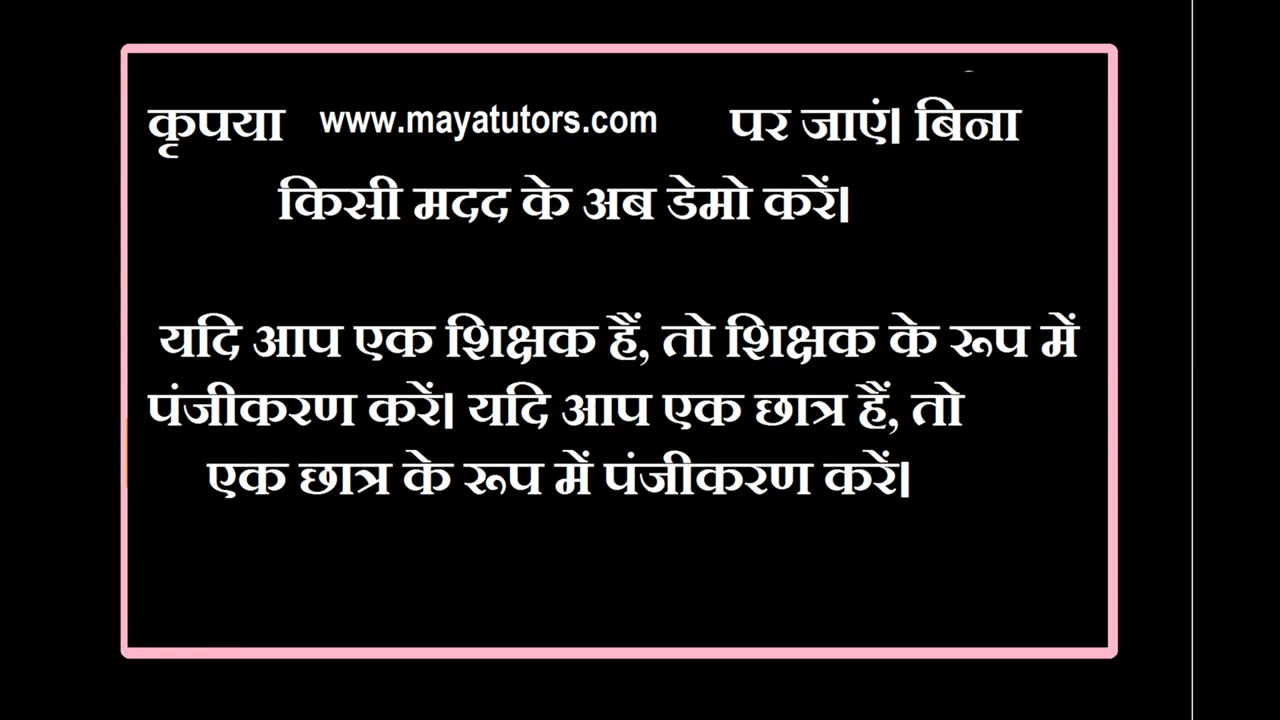 कृपया www.mayatutors.com पर जाएं। बिना
किसी मदद के अब डेमो करें।
यदि आप एक शिक्षक हैं, तो शिक्षक के रूप में
पंजीकरण करें। यदि आप एक छात्र हैं, तो
एक छात्र के रूप में पंजीकरण करें।